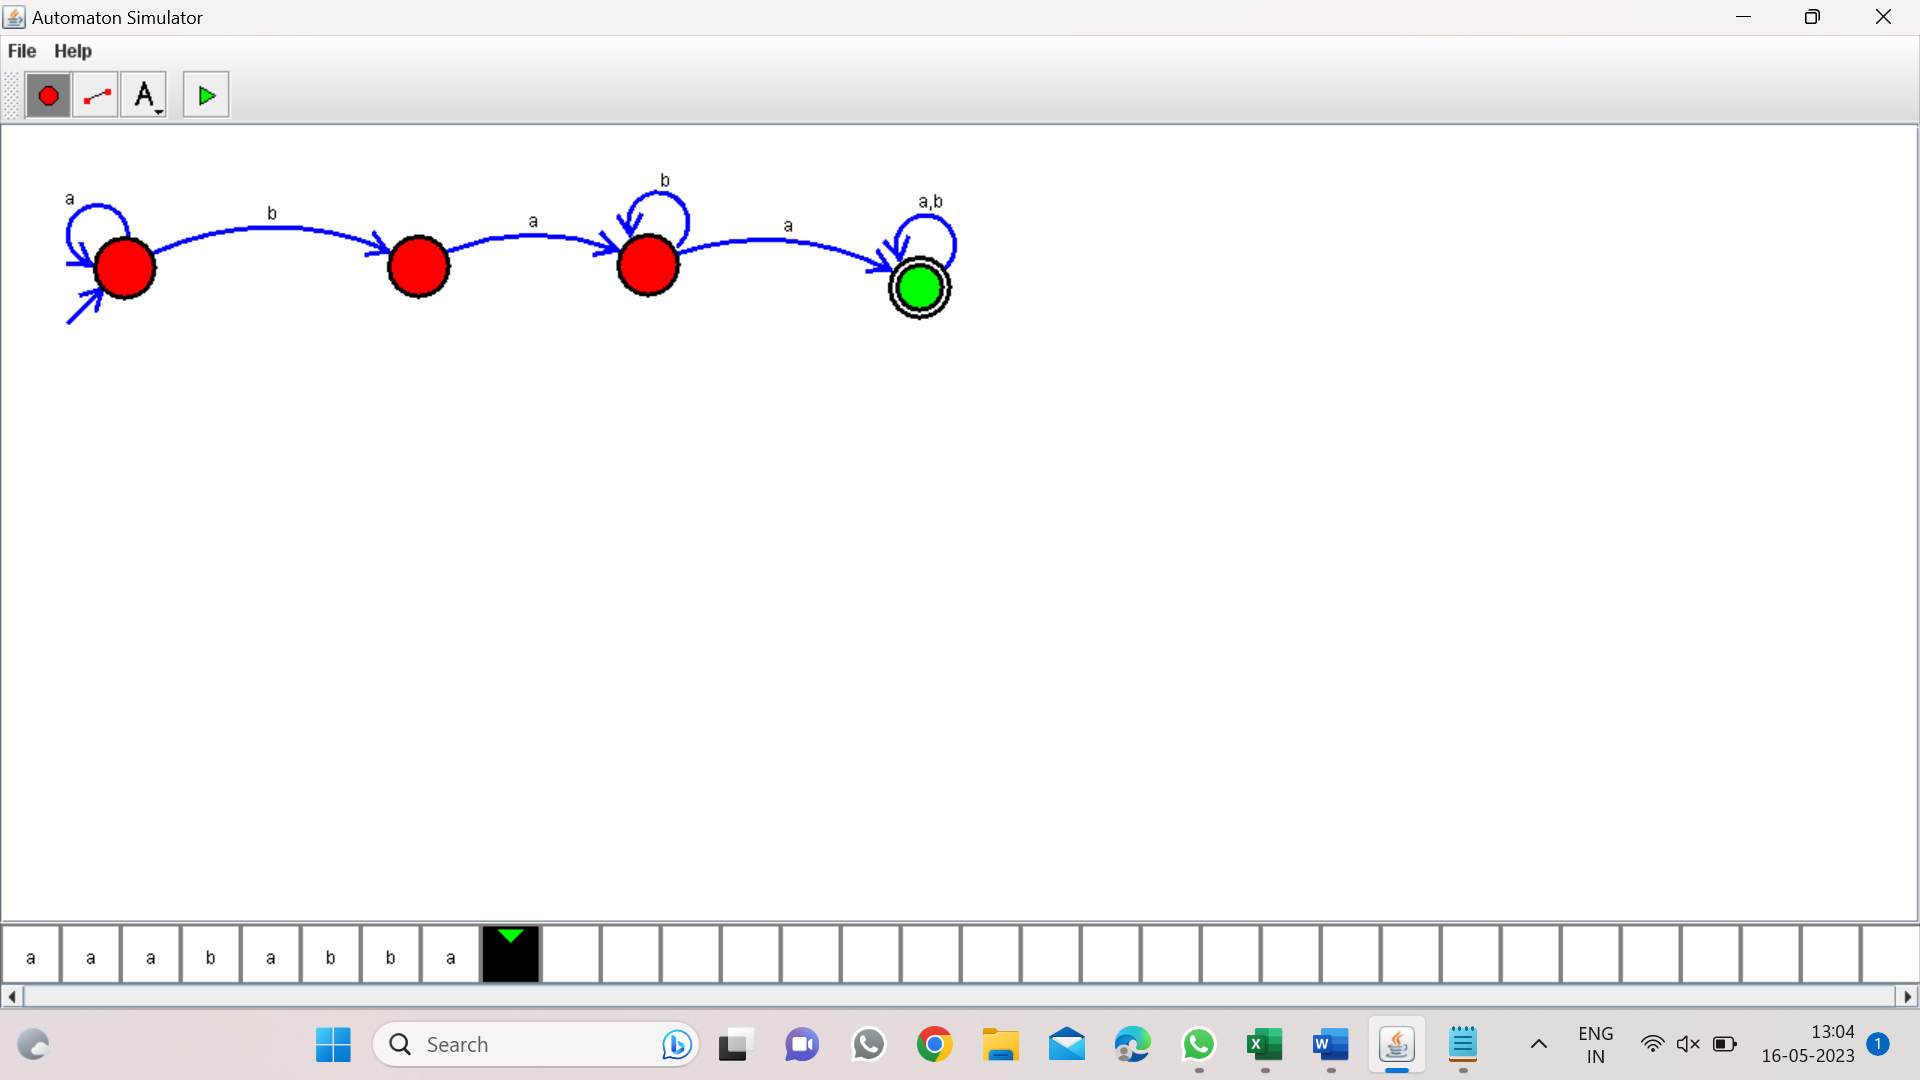 Automaton Simulator
File Help
A
a
b
a
b
a
a,b
a a a b a b b a
Search
ENG
IN
13:04
16-05-2023
1